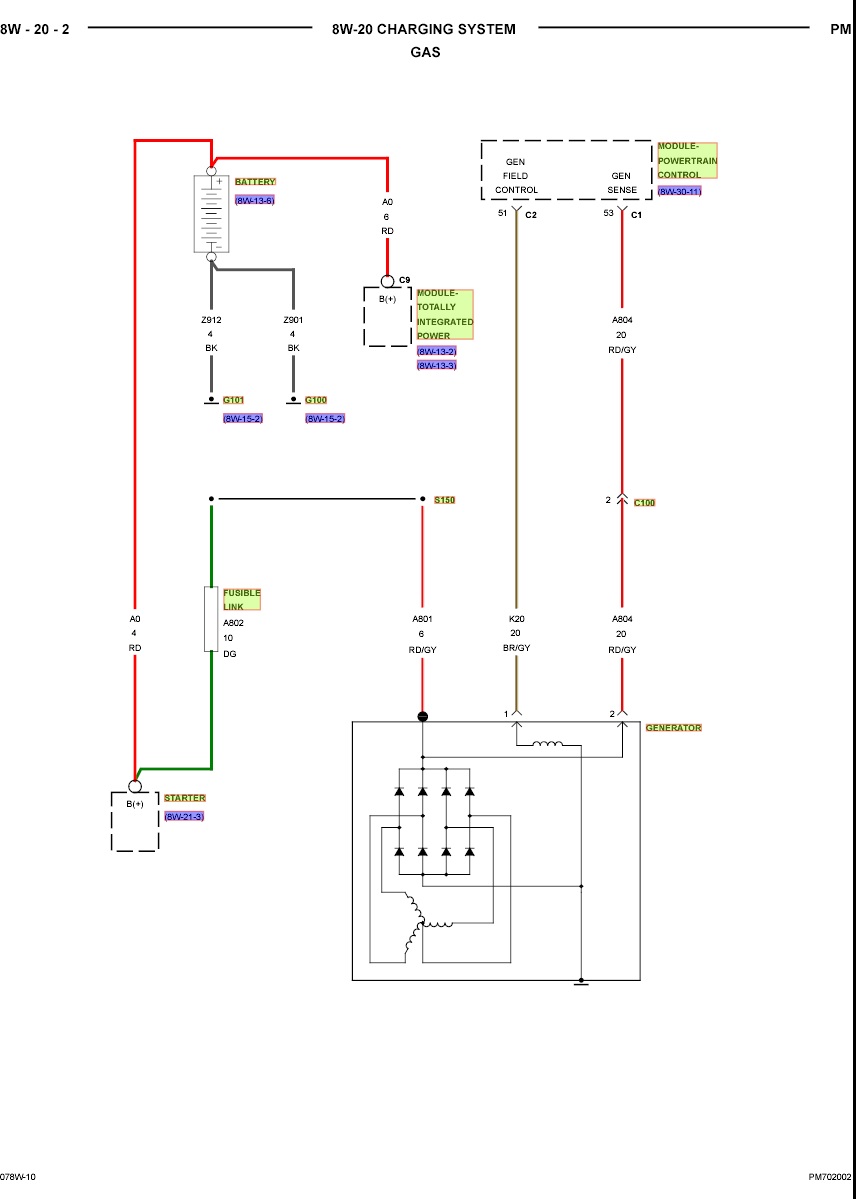 8W - 20 - 2
8W-20 CHARGING SYSTEM
PM
GAS
MODULE-
POWERTRAIN
CONTROL
(8W-30-11)
GEN
FIELD
CONTROL
GEN
SENSE
51
C2
53
C1
+
BATTERY
(8W-13-6)
-
A0
6
RD
C9
B(+)
MODULE-
TOTALLY
INTEGRATED
POWER
(8W-13-2)
(8W-13-3)
Z912
4
BK
Z901
4
BK
A804
20
RD/GY
G101
(8W-15-2)
G100
(8W-15-2)
S150
2
C100
FUSIBLE
LINK
A802
10
DG
A0
4
RD
A801
6
RD/GY
K20
20
BR/GY
A804
20
RD/GY
1
2
GENERATOR
B(+)
STARTER
(8W-21-3)
078W-10
PM702002